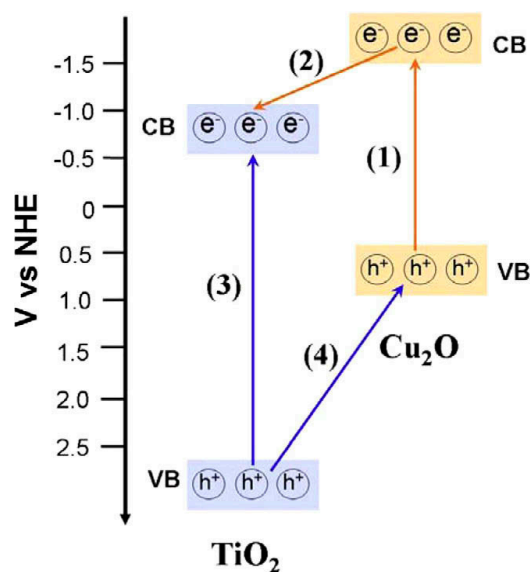 e⁻ e⁻ e⁻ CB
-1.5
(2)
-1.0
CB e⁻ e⁻ e⁻
-0.5
(1)
V vs NHE
0
0.5
h⁺ h⁺ h⁺ VB
(3)
1.0
Cu₂O
(4)
1.5
2.0
2.5
VB h⁺ h⁺ h⁺
TiO₂